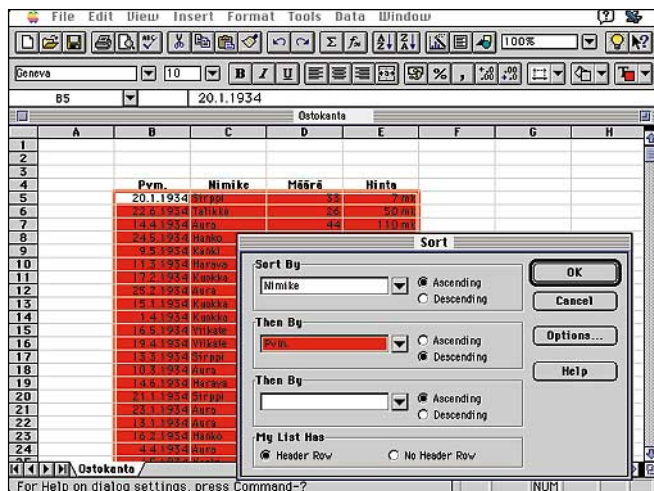 File Edit View Insert Format Tools Data Window
100%
Geneva 10 B I U $ % ,
B5 20.1.1934
Ostokanta
A B C D E F G H
1
2
3
4 Pvm. Nimike Määrä Hinta
5 20.1.1934 Sirppi 33 7 mk
6 22.6.1934 Talikko 26 50 mk
7 14.4.1934 Aura 44 110 mk
8 24.5.1934 Hanko
9 9.5.1934 Kanki
10 11.3.1934 Harava
11 17.2.1934 Kuokka
12 25.2.1934 Aura
13 15.1.1934 Kuokka
14 1.4.1934 Kuokka
15 16.5.1934 Viikate
16 19.4.1934 Viikate
17 13.3.1934 Sirppi
18 10.3.1934 Aura
19 14.6.1934 Harava
20 21.1.1934 Sirppi
21 23.1.1934 Aura
22 13.1.1934 Aura
23 16.2.1934 Hanko
24 4.4.1934 Aura
Sort
Sort By
Nimike
Ascending
Descending
Then By
Pvm.
Ascending
Descending
Then By
Ascending
Descending
My List Has
Header Row No Header Row
OK
Cancel
Options...
Help
Ostokanta
For Help on dialog settings, press Command-?
NUM